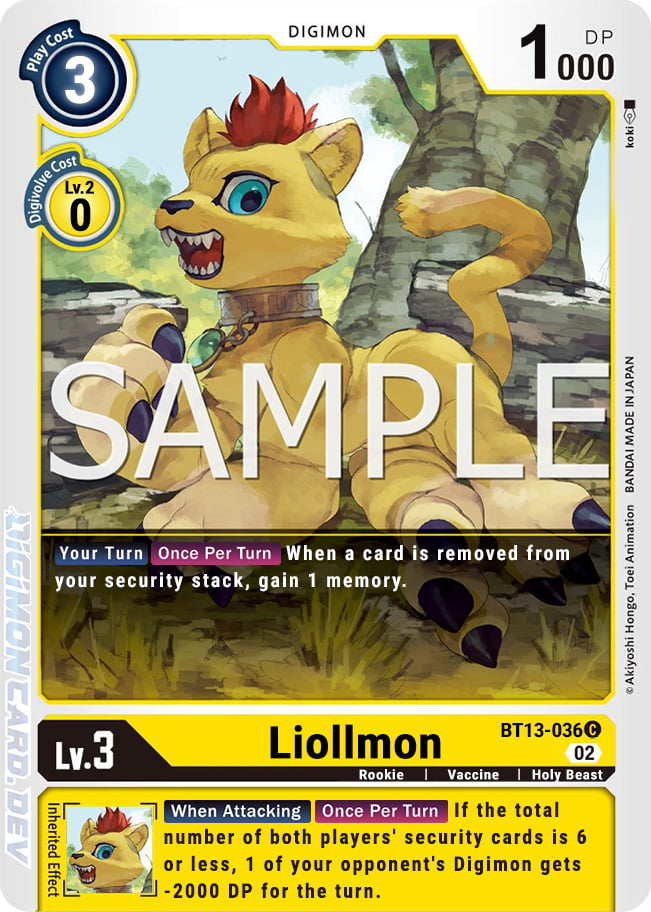 DIGIMON
Play Cost
3
1000
DP
Digivolve Cost
Lv.2
0
koki
SAMPLE
Your Turn Once Per Turn When a card is removed from
your security stack, gain 1 memory.
© Akiyoshi Hongo, Toei Animation BANDAI MADE IN JAPAN
DIGIMON CARD.DEV
Lv.3
Liollmon
BT13-036 C
02
Rookie | Vaccine | Holy Beast
Inherited Effect
When Attacking Once Per Turn If the total
number of both players' security cards is 6
or less, 1 of your opponent's Digimon gets
-2000 DP for the turn.